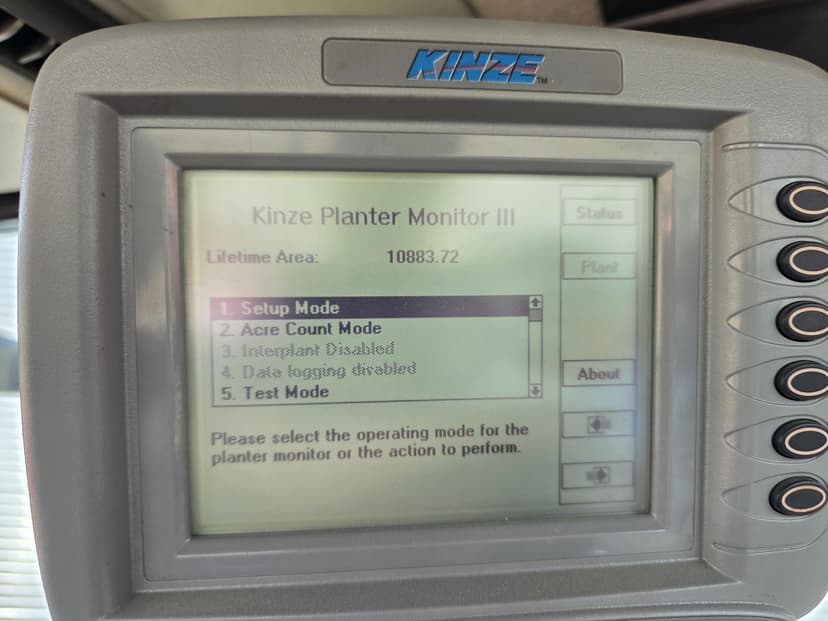 KINZE™
Kinze Planter Monitor III
Lifetime Area: 10883.72
1. Setup Mode
2. Acre Count Mode
3. Interplant Disabled
4. Data logging disabled
5. Test Mode
Please select the operating mode for the
planter monitor or the action to perform.
Status
Plant
About